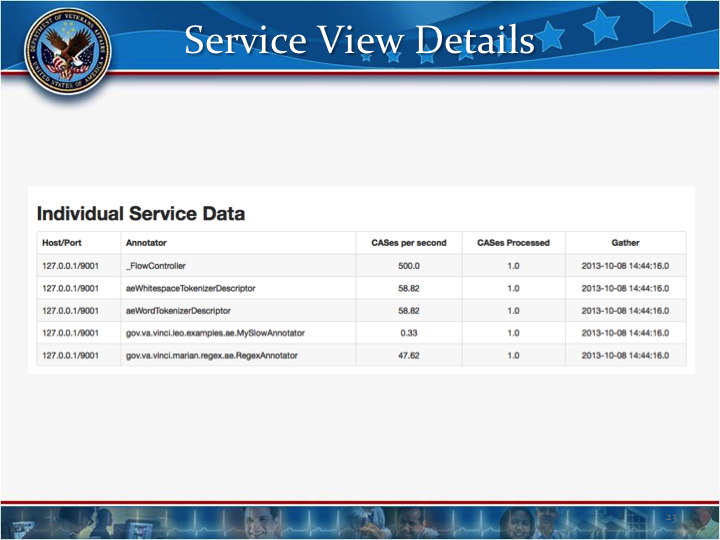 Service View Details
DEPARTMENT OF VETERANS AFFAIRS
UNITED STATES OF AMERICA
Individual Service Data
Host/Port Annotator CASes per second CASes Processed Gather
127.0.0.1/9001 _FlowController 500.0 1.0 2013-10-08 14:44:16.0
127.0.0.1/9001 aeWhitespaceTokenizerDescriptor 58.82 1.0 2013-10-08 14:44:16.0
127.0.0.1/9001 aeWordTokenizerDescriptor 58.82 1.0 2013-10-08 14:44:16.0
127.0.0.1/9001 gov.va.vinci.leo.examples.ae.MySlowAnnotator 0.33 1.0 2013-10-08 14:44:16.0
127.0.0.1/9001 gov.va.vinci.marian.regex.ae.RegexAnnotator 47.62 1.0 2013-10-08 14:44:16.0
23